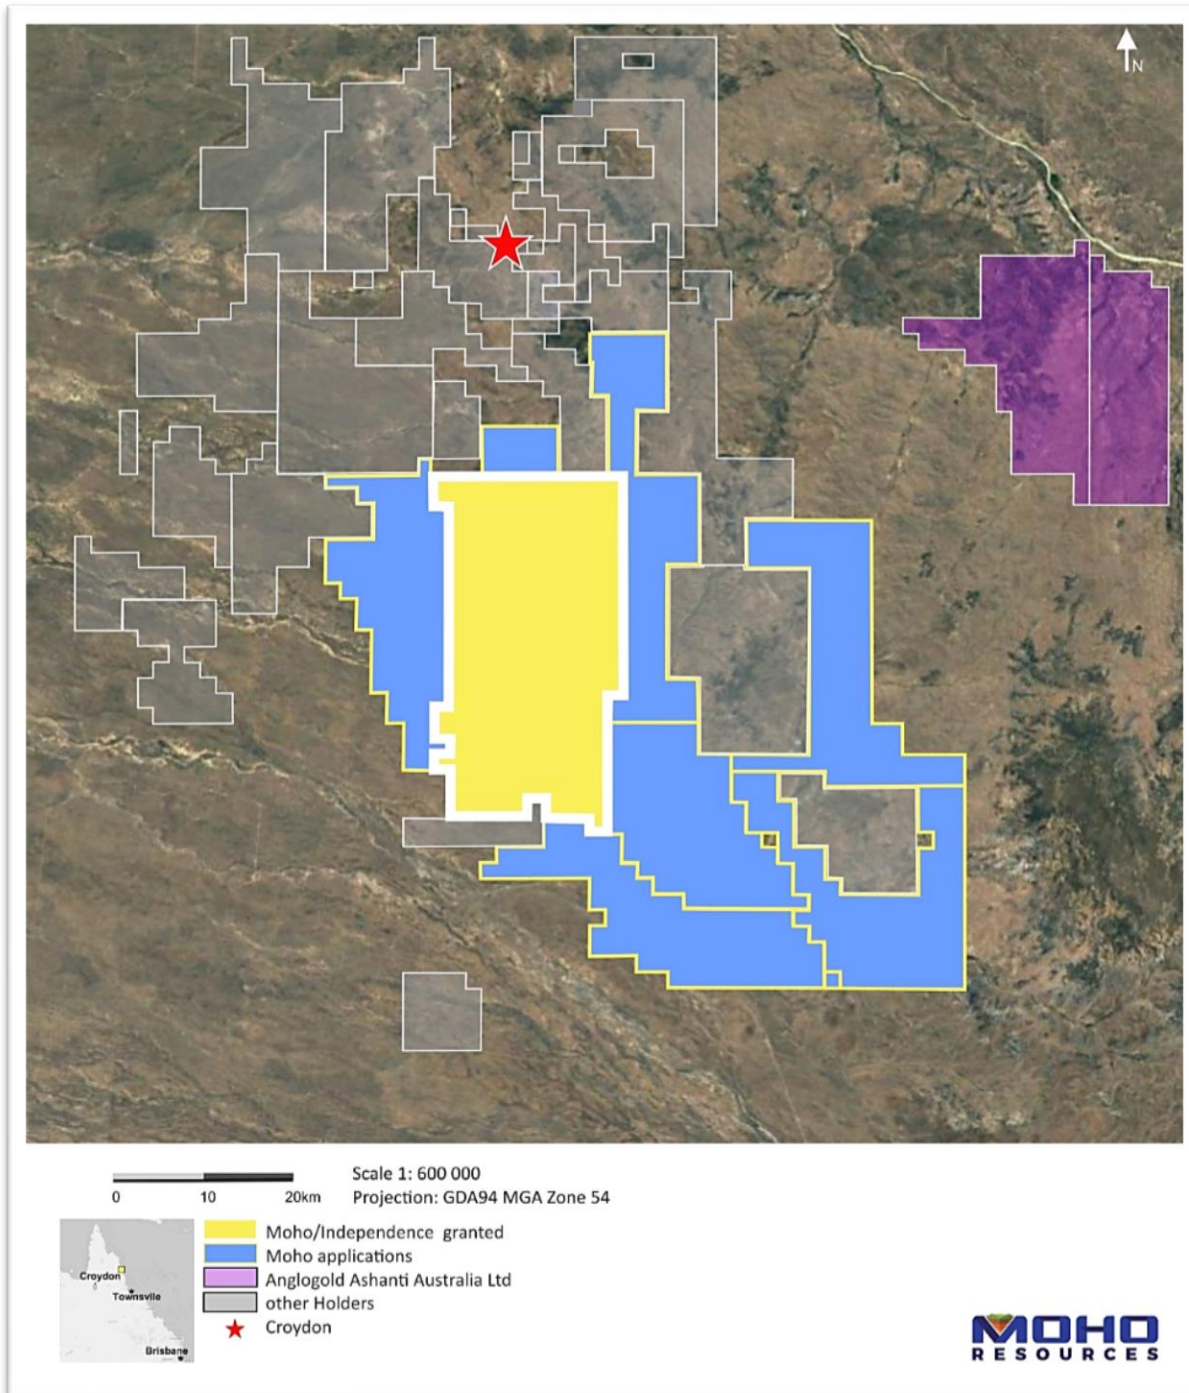 N
Scale 1: 600 000
0 10 20km
Projection: GDA94 MGA Zone 54
Moho/Independence granted
Moho applications
Anglogold Ashanti Australia Ltd
other Holders
Croydon
Croydon
Townsvile
Brisbane
MOHO
RESOURCES